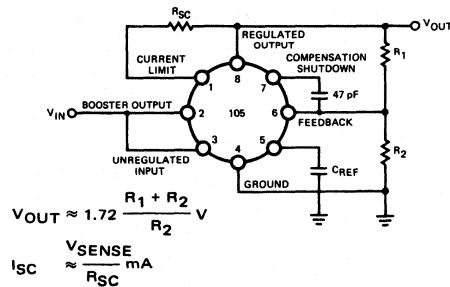 RSC
REGULATED
OUTPUT
VOUT
CURRENT
LIMIT
COMPENSATION
SHUTDOWN
R1
1
8
7
47 pF
VIN
BOOSTER OUTPUT
2
105
6
FEEDBACK
3
4
5
UNREGULATED
INPUT
R2
CREF
GROUND
VOUT ≈ 1.72 R1 + R2 / R2 V
ISC ≈ VSENSE / RSC mA